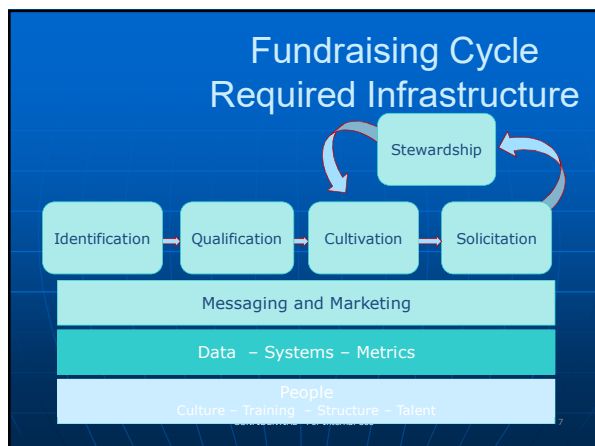 Fundraising Cycle
Required Infrastructure
Stewardship
Identification
Qualification
Cultivation
Solicitation
Messaging and Marketing
Data – Systems – Metrics
People
Culture – Training – Structure – Talent
7